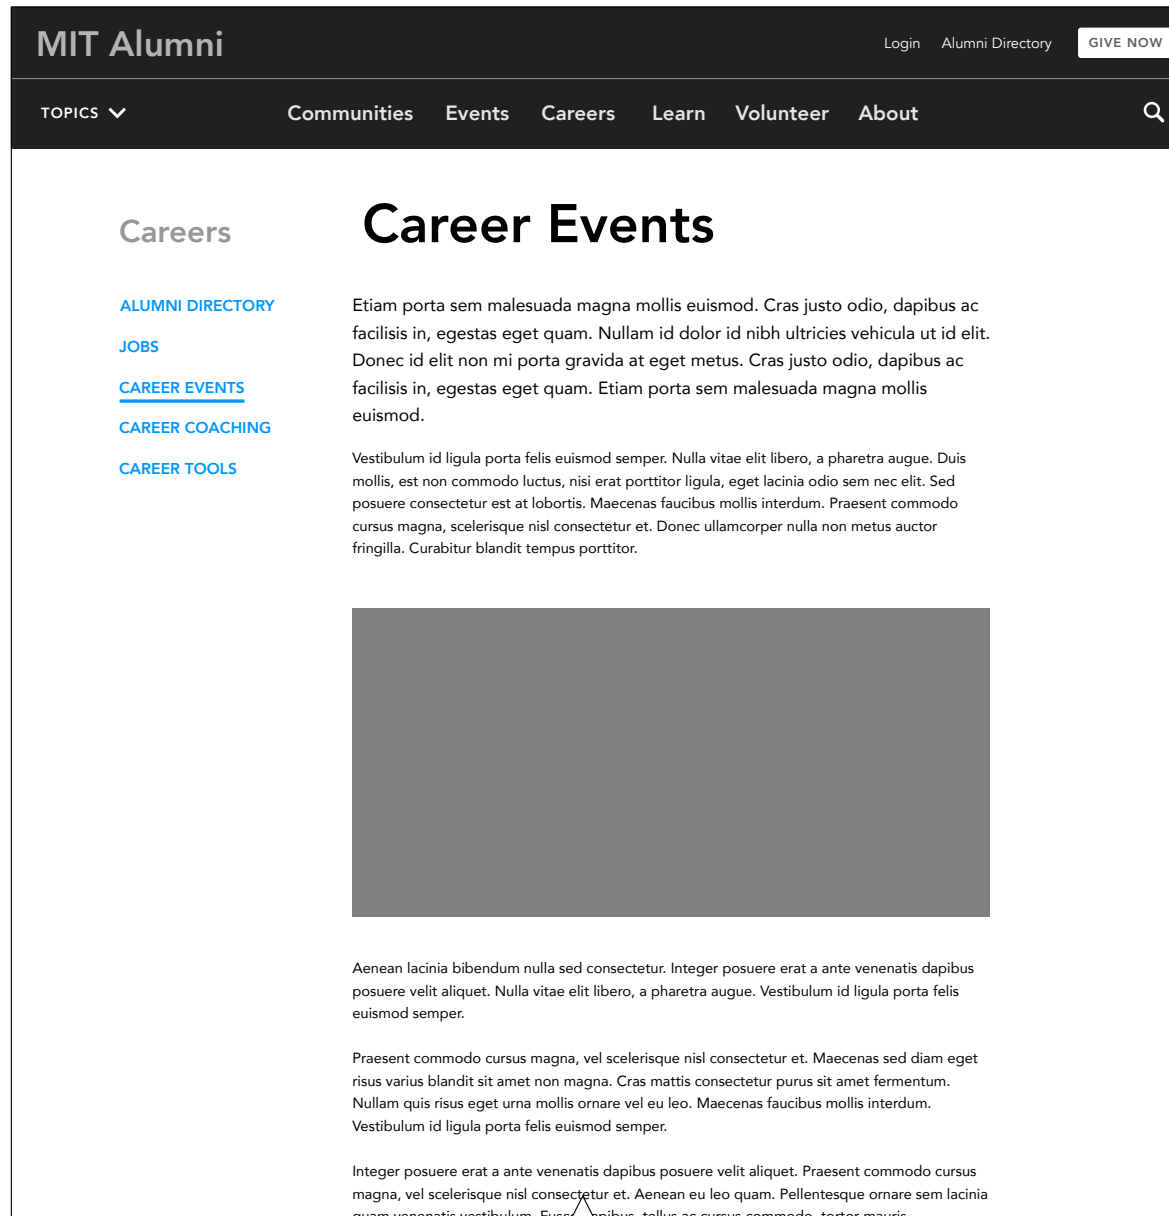 MIT Alumni
Login Alumni Directory GIVE NOW
TOPICS Communities Events Careers Learn Volunteer About
Careers
ALUMNI DIRECTORY
JOBS
CAREER EVENTS
CAREER COACHING
CAREER TOOLS
Career Events
Etiam porta sem malesuada magna mollis euismod. Cras justo odio, dapibus ac
facilisis in, egestas eget quam. Nullam id dolor id nibh ultricies vehicula ut id elit.
Donec id elit non mi porta gravida at eget metus. Cras justo odio, dapibus ac
facilisis in, egestas eget quam. Etiam porta sem malesuada magna mollis
euismod.
Vestibulum id ligula porta felis euismod semper. Nulla vitae elit libero, a pharetra augue. Duis
mollis, est non commodo luctus, nisi erat porttitor ligula, eget lacinia odio sem nec elit. Sed
posuere consectetur est at lobortis. Maecenas faucibus mollis interdum. Praesent commodo
cursus magna, scelerisque nisl consectetur et. Donec ullamcorper nulla non metus auctor
fringilla. Curabitur blandit tempus porttitor.
Aenean lacinia bibendum nulla sed consectetur. Integer posuere erat a ante venenatis dapibus
posuere velit aliquet. Nulla vitae elit libero, a pharetra augue. Vestibulum id ligula porta felis
euismod semper.
Praesent commodo cursus magna, vel scelerisque nisl consectetur et. Maecenas sed diam eget
risus varius blandit sit amet non magna. Cras mattis consectetur purus sit amet fermentum.
Nullam quis risus eget urna mollis ornare vel eu leo. Maecenas faucibus mollis interdum.
Vestibulum id ligula porta felis euismod semper.
Integer posuere erat a ante venenatis dapibus posuere velit aliquet. Praesent commodo cursus
magna, vel scelerisque nisl consectetur et. Aenean eu leo quam. Pellentesque ornare sem lacinia
quam venenatis vestibulum. tellus ac cursus commodo, tortor mauris